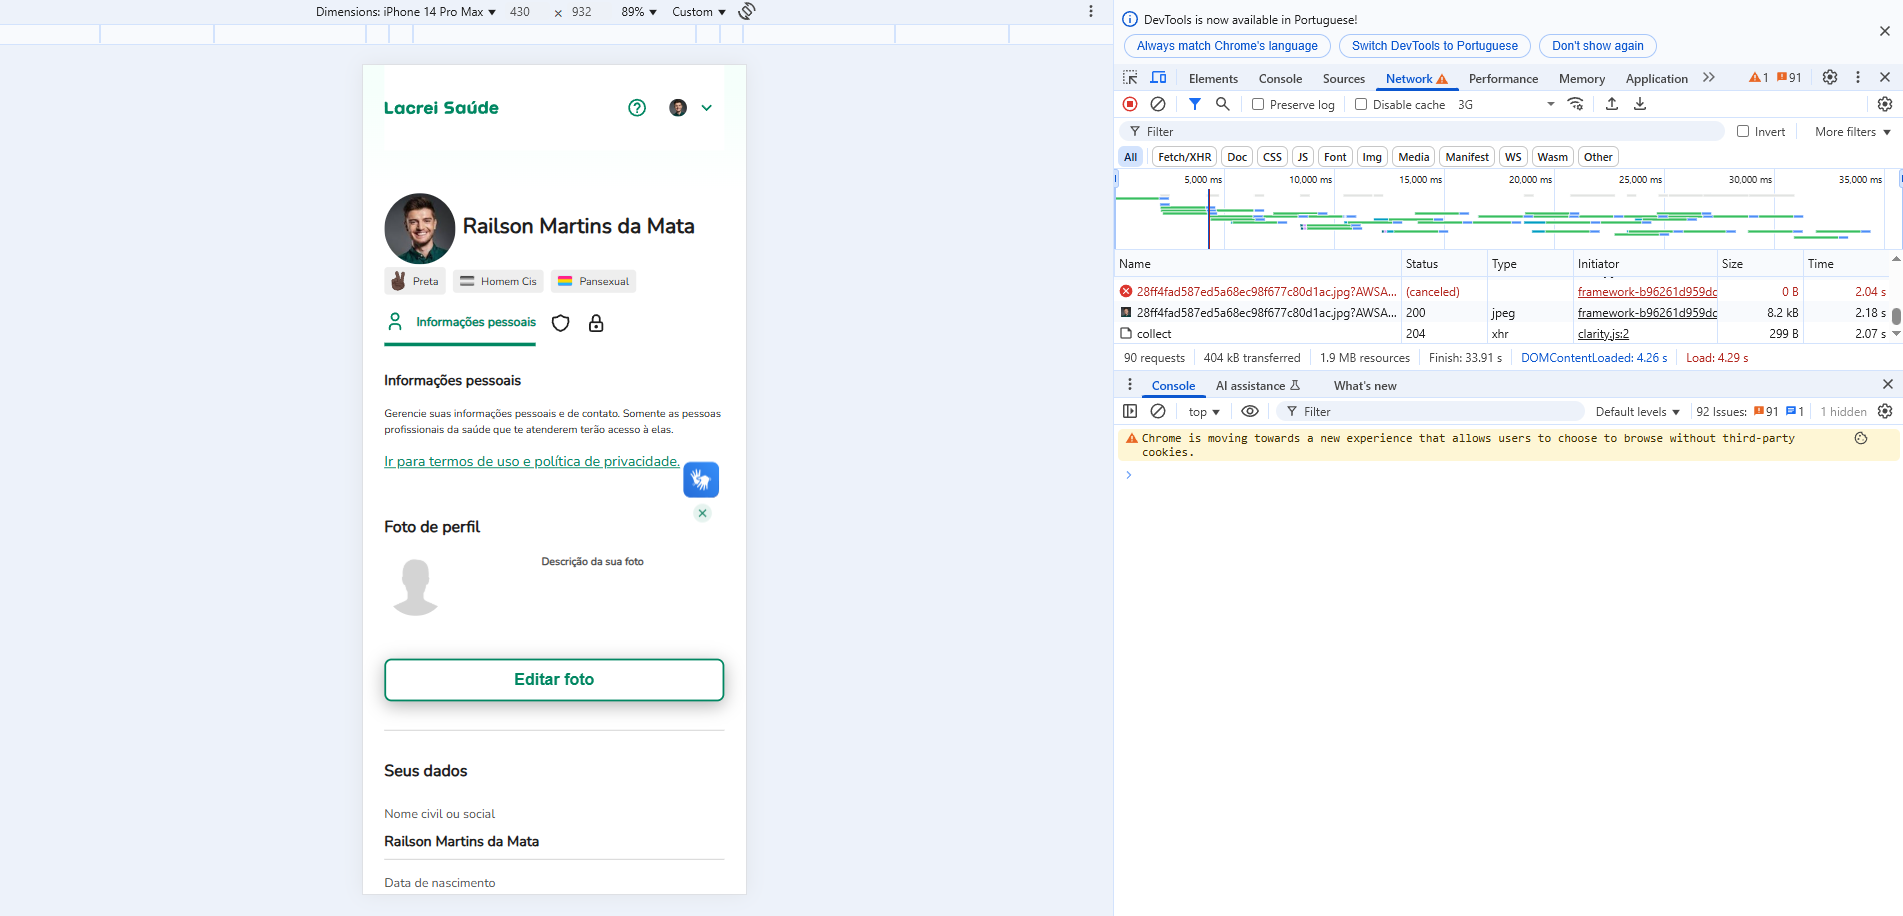 Dimensions: iPhone 14 Pro Max ▼ 430 × 932 89% ▼ Custom ▼
Lacrei Saúde
Railson Martins da Mata
Preta Homem Cis Pansexual
Informações pessoais
Informações pessoais
Gerencie suas informações pessoais e de contato. Somente as pessoas
profissionais da saúde que te atenderem terão acesso à elas.
Ir para termos de uso e política de privacidade.
Foto de perfil
Descrição da sua foto
Editar foto
Seus dados
Nome civil ou social
Railson Martins da Mata
Data de nascimento
DevTools is now available in Portuguese!
Always match Chrome's language Switch DevTools to Portuguese Don't show again
Elements Console Sources Network Performance Memory Application 1 91
Preserve log Disable cache 3G
Filter Invert More filters ▼
All Fetch/XHR Doc CSS JS Font Img Media Manifest WS Wasm Other
5,000 ms 10,000 ms 15,000 ms 20,000 ms 25,000 ms 30,000 ms 35,000 ms
Name Status Type Initiator Size Time
28ff4fad587ed5a68ec98f677c80d1ac.jpg?AWSA... (canceled) framework-b96261d959dc 0 B 2.04 s
28ff4fad587ed5a68ec98f677c80d1ac.jpg?AWSA... 200 jpeg framework-b96261d959dc 8.2 kB 2.18 s
collect 204 xhr clarity.js:2 299 B 2.07 s
90 requests 404 kB transferred 1.9 MB resources Finish: 33.91 s DOMContentLoaded: 4.26 s Load: 4.29 s
Console AI assistance What's new
top ▼ Filter Default levels ▼ 92 Issues: 91 1 1 hidden
Chrome is moving towards a new experience that allows users to choose to browse without third-party
cookies.